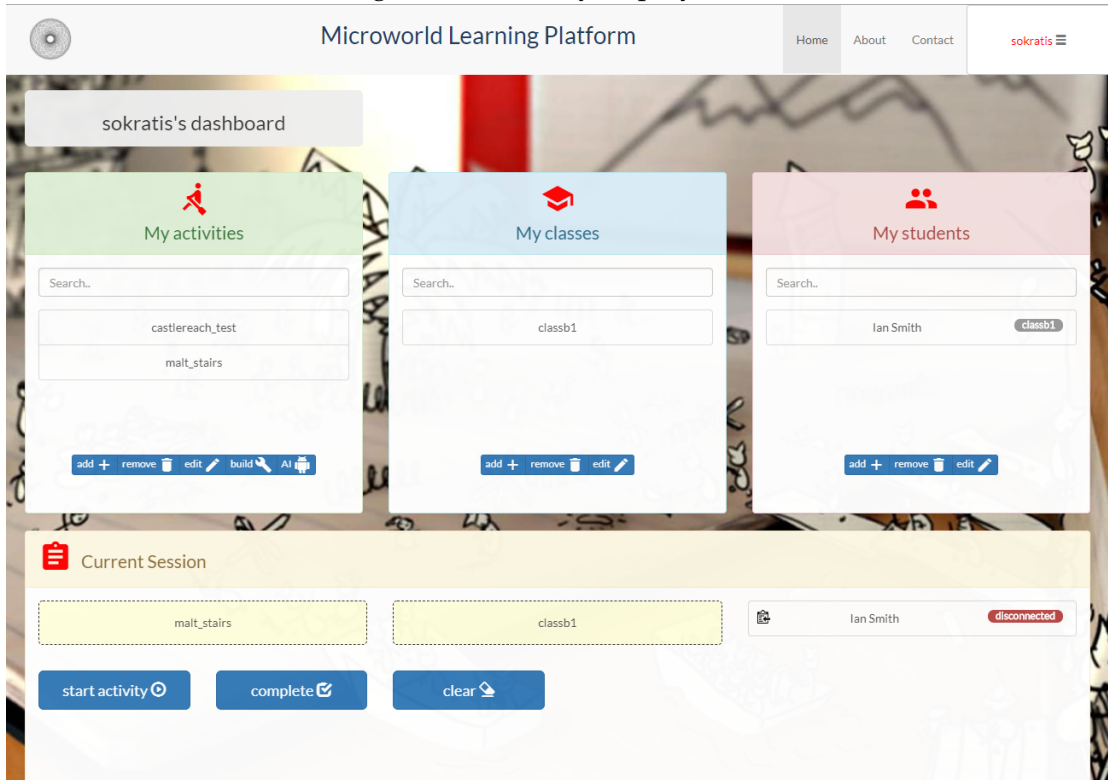 Microworld Learning Platform
Home About Contact sokratis
sokratis's dashboard
My activities
Search..
castlereach_test
malt_stairs
add remove edit build AI
My classes
Search..
classb1
add remove edit
My students
Search..
Ian Smith classb1
add remove edit
Current Session
malt_stairs classb1 Ian Smith disconnected
start activity complete clear